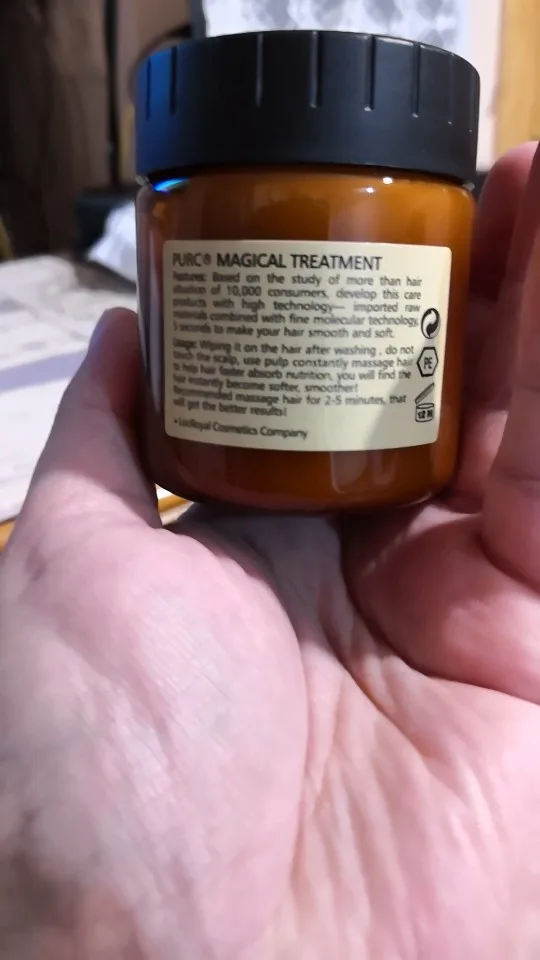 PURC® MAGICAL TREATMENT
Features: Based on the study of more than hair
situation of 10,000 consumers, develop this care
products with high technology— imported raw
materials combined with fine molecular technology,
5 seconds to make your hair smooth and soft.
Usage: Wiping it on the hair after washing , do not
touch the scalp, use pulp constantly massage hair
to help hair faster absorb nutrition, you will find the
hair instantly become softer, smoother!
massage hair for 2-5 minutes, that
will get the better results!
Cosmetics Company
PE
12 M